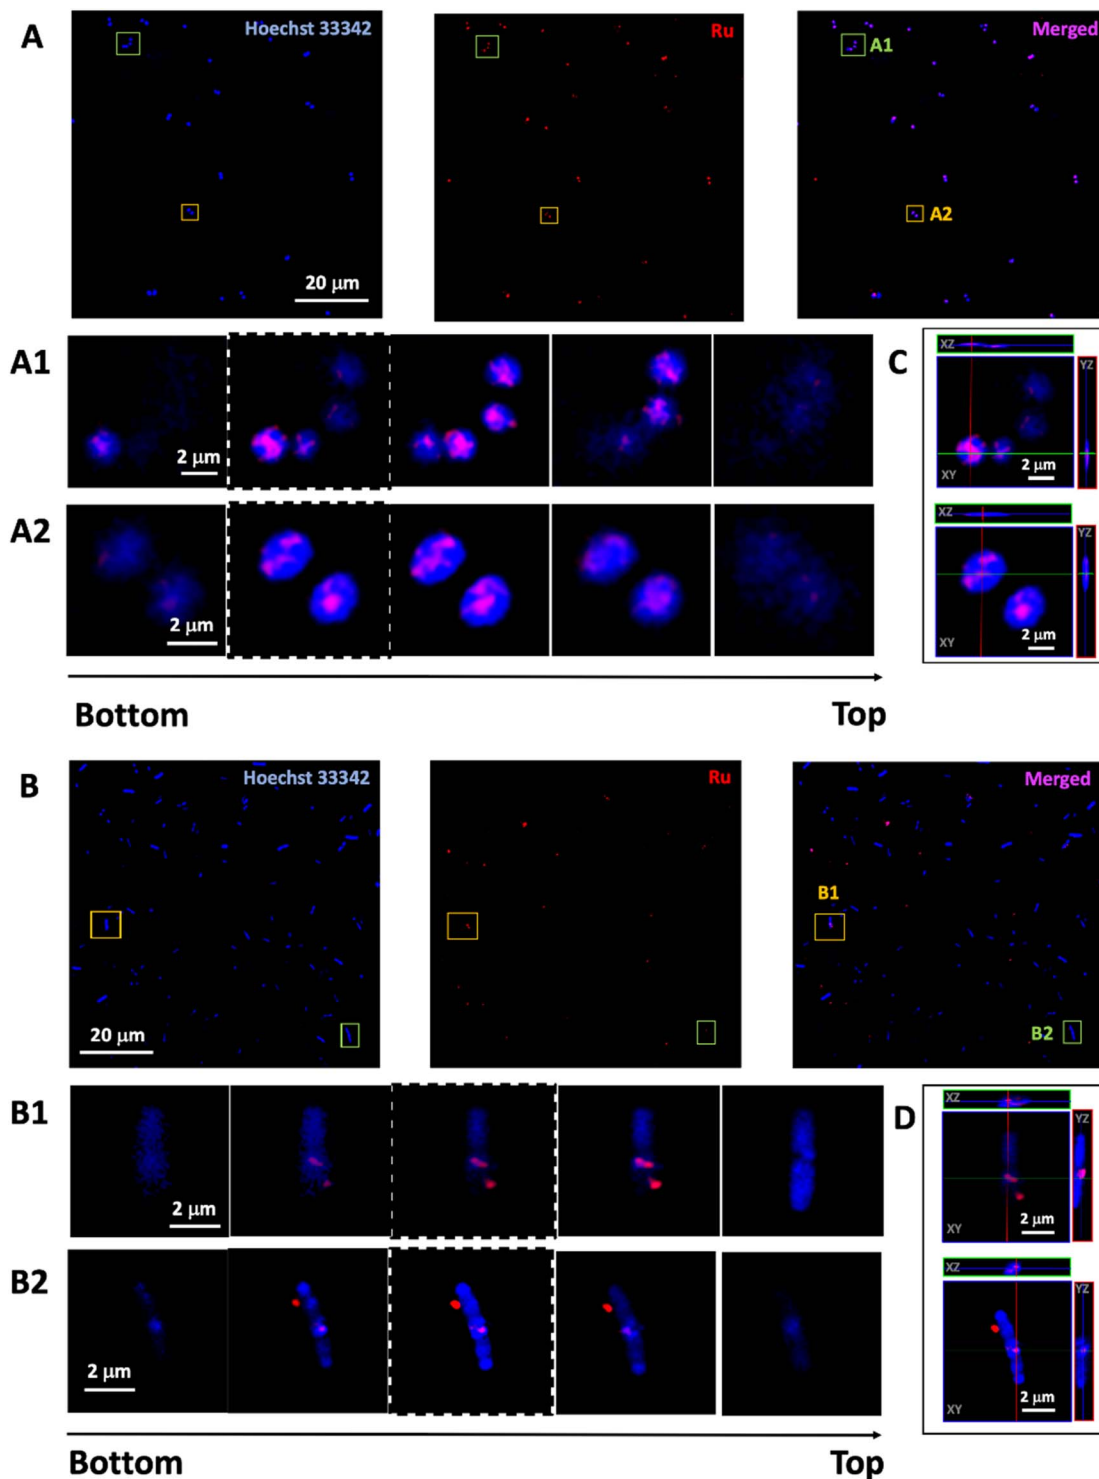 A Hoechst 33342 Ru Merged
A1
A2
20 μm
A1 2 μm
C XZ YZ
XY 2 μm
A2 2 μm
XZ YZ
XY 2 μm
Bottom Top
B Hoechst 33342 Ru Merged
B1
B2
20 μm
B1 2 μm
D XZ YZ
XY 2 μm
B2 2 μm
XZ YZ
XY 2 μm
Bottom Top